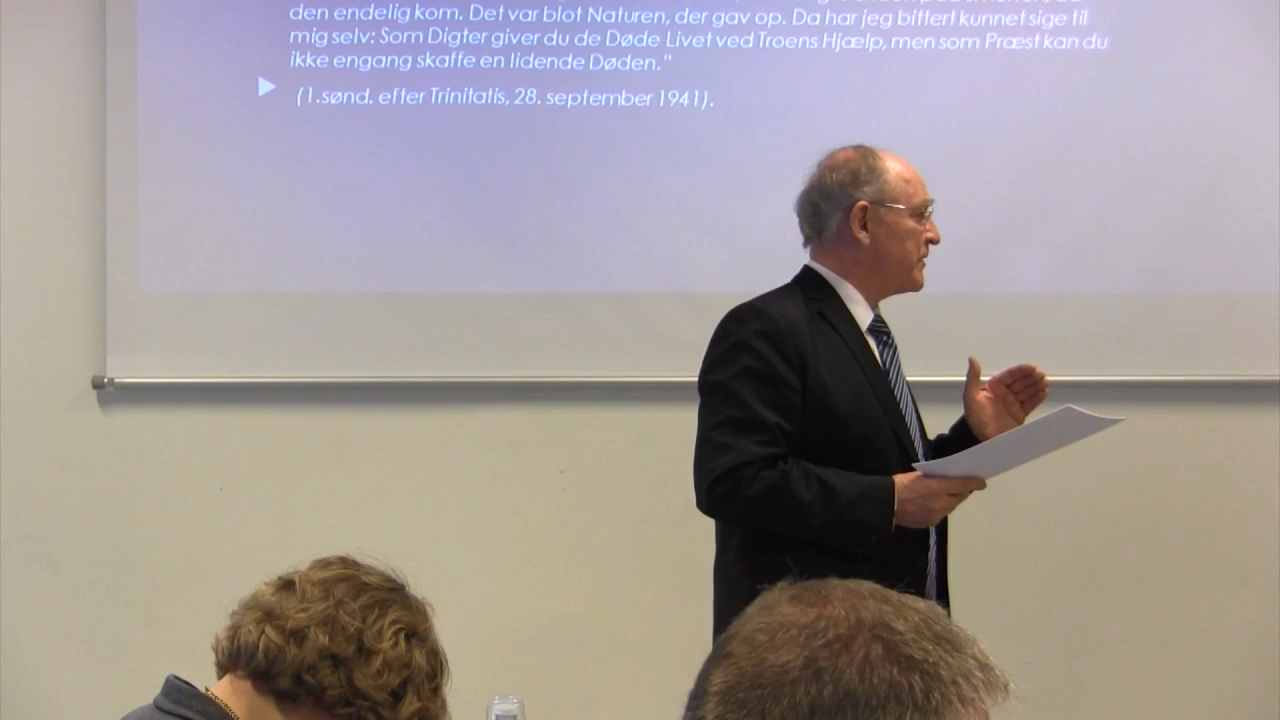 den endelig kom. Det var blot Naturen, der gav op. Da har jeg bittert kunnet sige til
mig selv: Som Digter giver du de Døde Livet ved Troens Hjælp, men som Præst kan du
ikke engang skaffe en lidende Døden."
(1.sønd. efter Trinitatis, 28. september 1941).